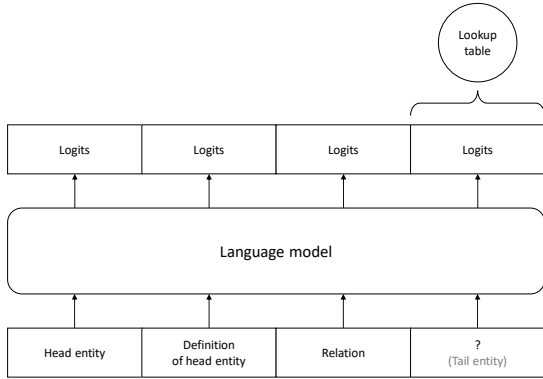 Lookup
table
Logits
Logits
Logits
Logits
Language model
Head entity
Definition
of head entity
Relation
?
(Tail entity)